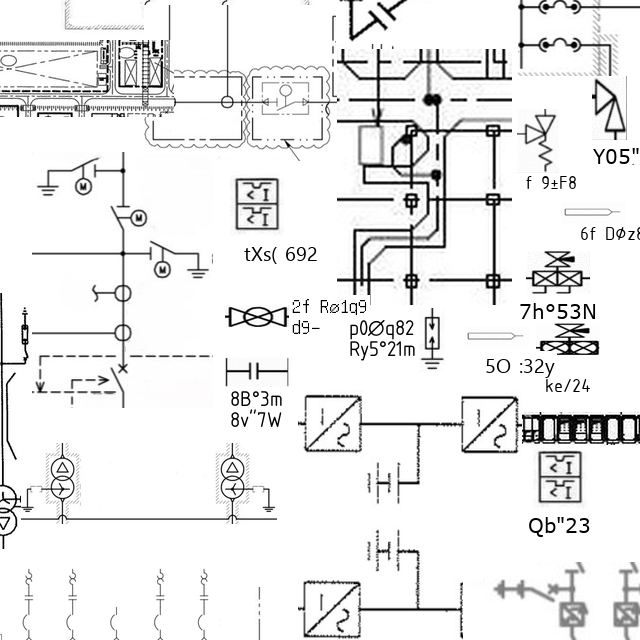 Y05"
f 9±F8
6f DØz8
tXs( 692
7h°53N
2f Rø1q9
d9-
p0Øq82
Ry5°21m
5O :32y
ke/24
8B°3m
8v"7W
Qb"23
M
M
M